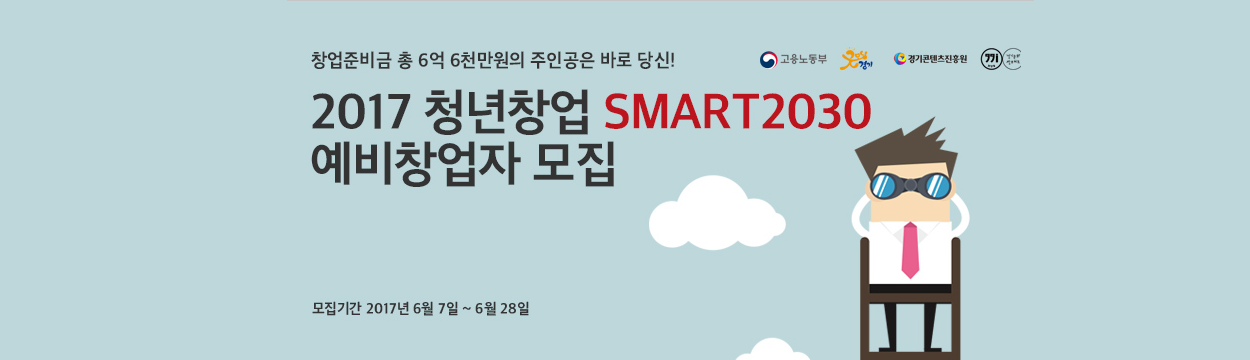 창업준비금 총 6억 6천만원의 주인공은 바로 당신!
고용노동부
경기콘텐츠진흥원
2017 청년창업 SMART2030
예비창업자 모집
모집기간 2017년 6월 7일 ~ 6월 28일